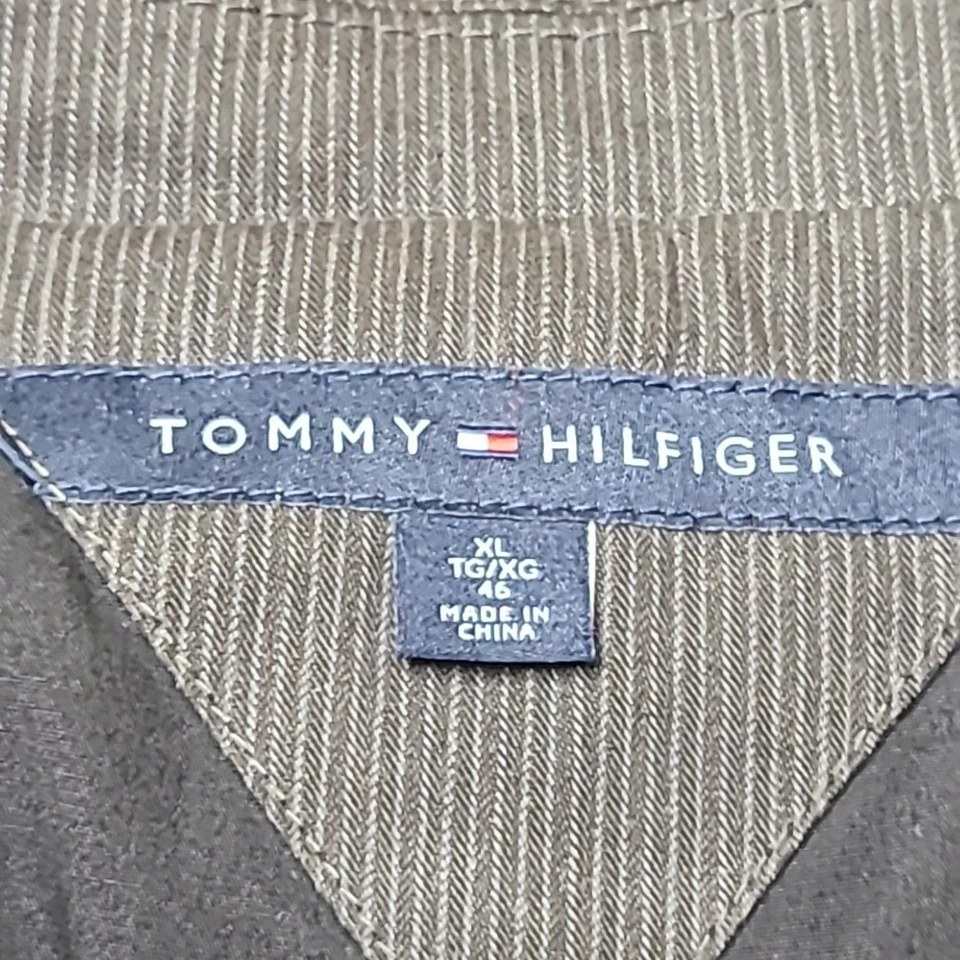 TOMMY HILFIGER
XL
TG/XG
46
MADE IN
CHINA